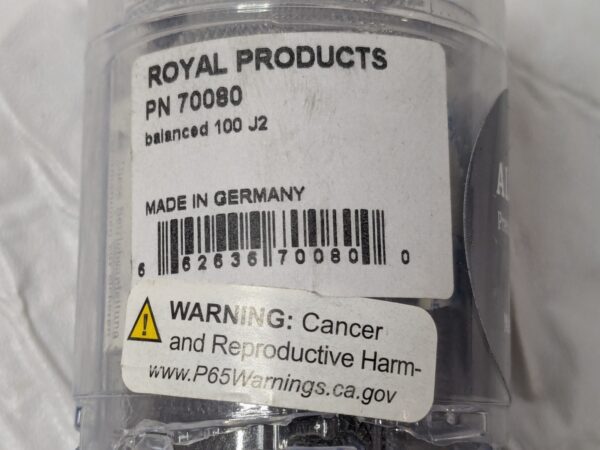 ROYAL PRODUCTS
PN 70080
balanced 100 J2
MADE IN GERMANY
6 62636 70080 0
WARNING: Cancer
and Reproductive Harm-
www.P65Warnings.ca.gov